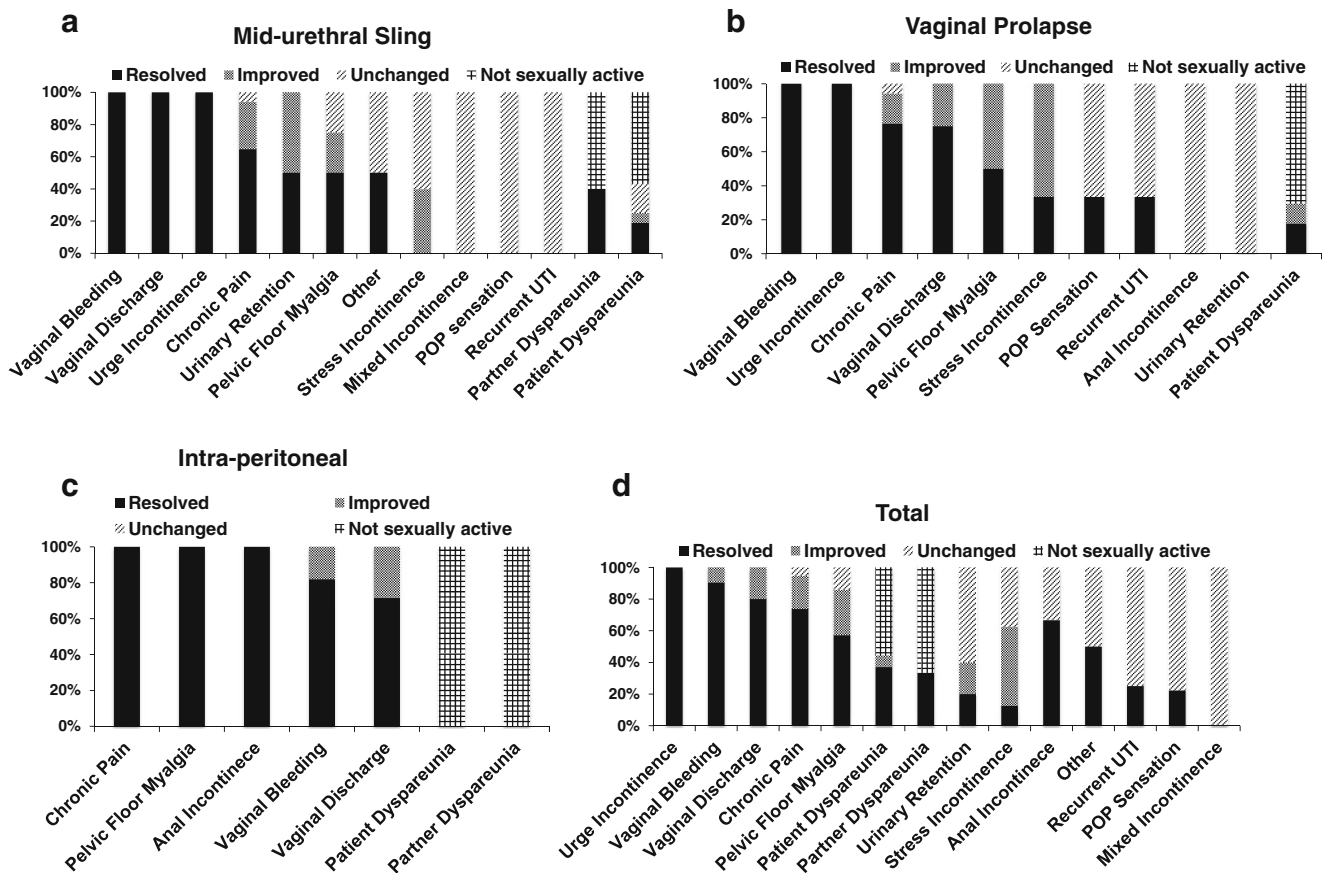 a
Mid-urethral Sling
Resolved Improved Unchanged Not sexually active
100%
80%
60%
40%
20%
0%
Vaginal Bleeding
Vaginal Discharge
Urge Incontinence
Chronic Pain
Urinary Retention
Pelvic Floor Myalgia
Other
Stress Incontinence
Mixed Incontinence
POP sensation
Recurrent UTI
Partner Dyspareunia
Patient Dyspareunia
b
Vaginal Prolapse
Resolved Improved Unchanged Not sexually active
100%
80%
60%
40%
20%
0%
Vaginal Bleeding
Urge Incontinence
Chronic Pain
Vaginal Discharge
Pelvic Floor Myalgia
Stress Incontinence
POP Sensation
Recurrent UTI
Anal Incontinence
Urinary Retention
Patient Dyspareunia
Intra-peritoneal
c
Resolved Improved
Unchanged Not sexually active
100%
80%
60%
40%
20%
0%
Chronic Pain
Pelvic Floor Myalgia
Anal Incontinece
Vaginal Bleeding
Vaginal Discharge
Patient Dyspareunia
Partner Dyspareunia
d
Total
Resolved Improved Unchanged Not sexually active
100%
80%
60%
40%
20%
0%
Urge Incontinence
Vaginal Bleeding
Vaginal Discharge
Chronic Pain
Pelvic Floor Myalgia
Patient Dyspareunia
Partner Dyspareunia
Urinary Retention
Stress Incontinence
Anal Incontinece
Other
Recurrent UTI
POP Sensation
Mixed Incontinence